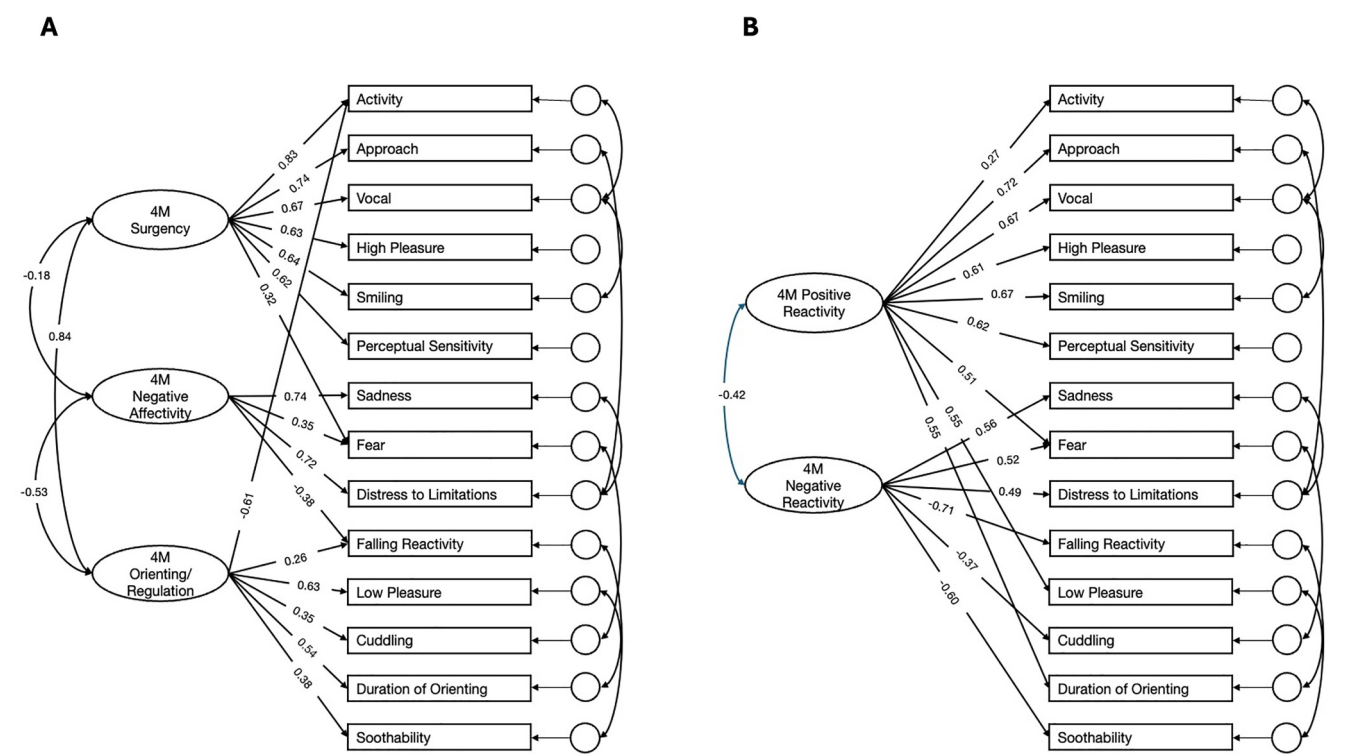 A
4M
Surgency
4M
Negative
Affectivity
4M
Orienting/
Regulation
-0.18
0.84
-0.53
0.83
0.74
0.67
0.63
0.64
0.62
0.32
0.74
0.35
0.72
-0.38
-0.61
0.26
0.63
0.35
0.54
0.38
Activity
Approach
Vocal
High Pleasure
Smiling
Perceptual Sensitivity
Sadness
Fear
Distress to Limitations
Falling Reactivity
Low Pleasure
Cuddling
Duration of Orienting
Soothability
B
4M Positive
Reactivity
4M
Negative
Reactivity
-0.42
0.27
0.72
0.67
0.61
0.67
0.62
0.51
0.55
0.55
0.56
0.52
0.49
-0.71
-0.37
-0.60
Activity
Approach
Vocal
High Pleasure
Smiling
Perceptual Sensitivity
Sadness
Fear
Distress to Limitations
Falling Reactivity
Low Pleasure
Cuddling
Duration of Orienting
Soothability